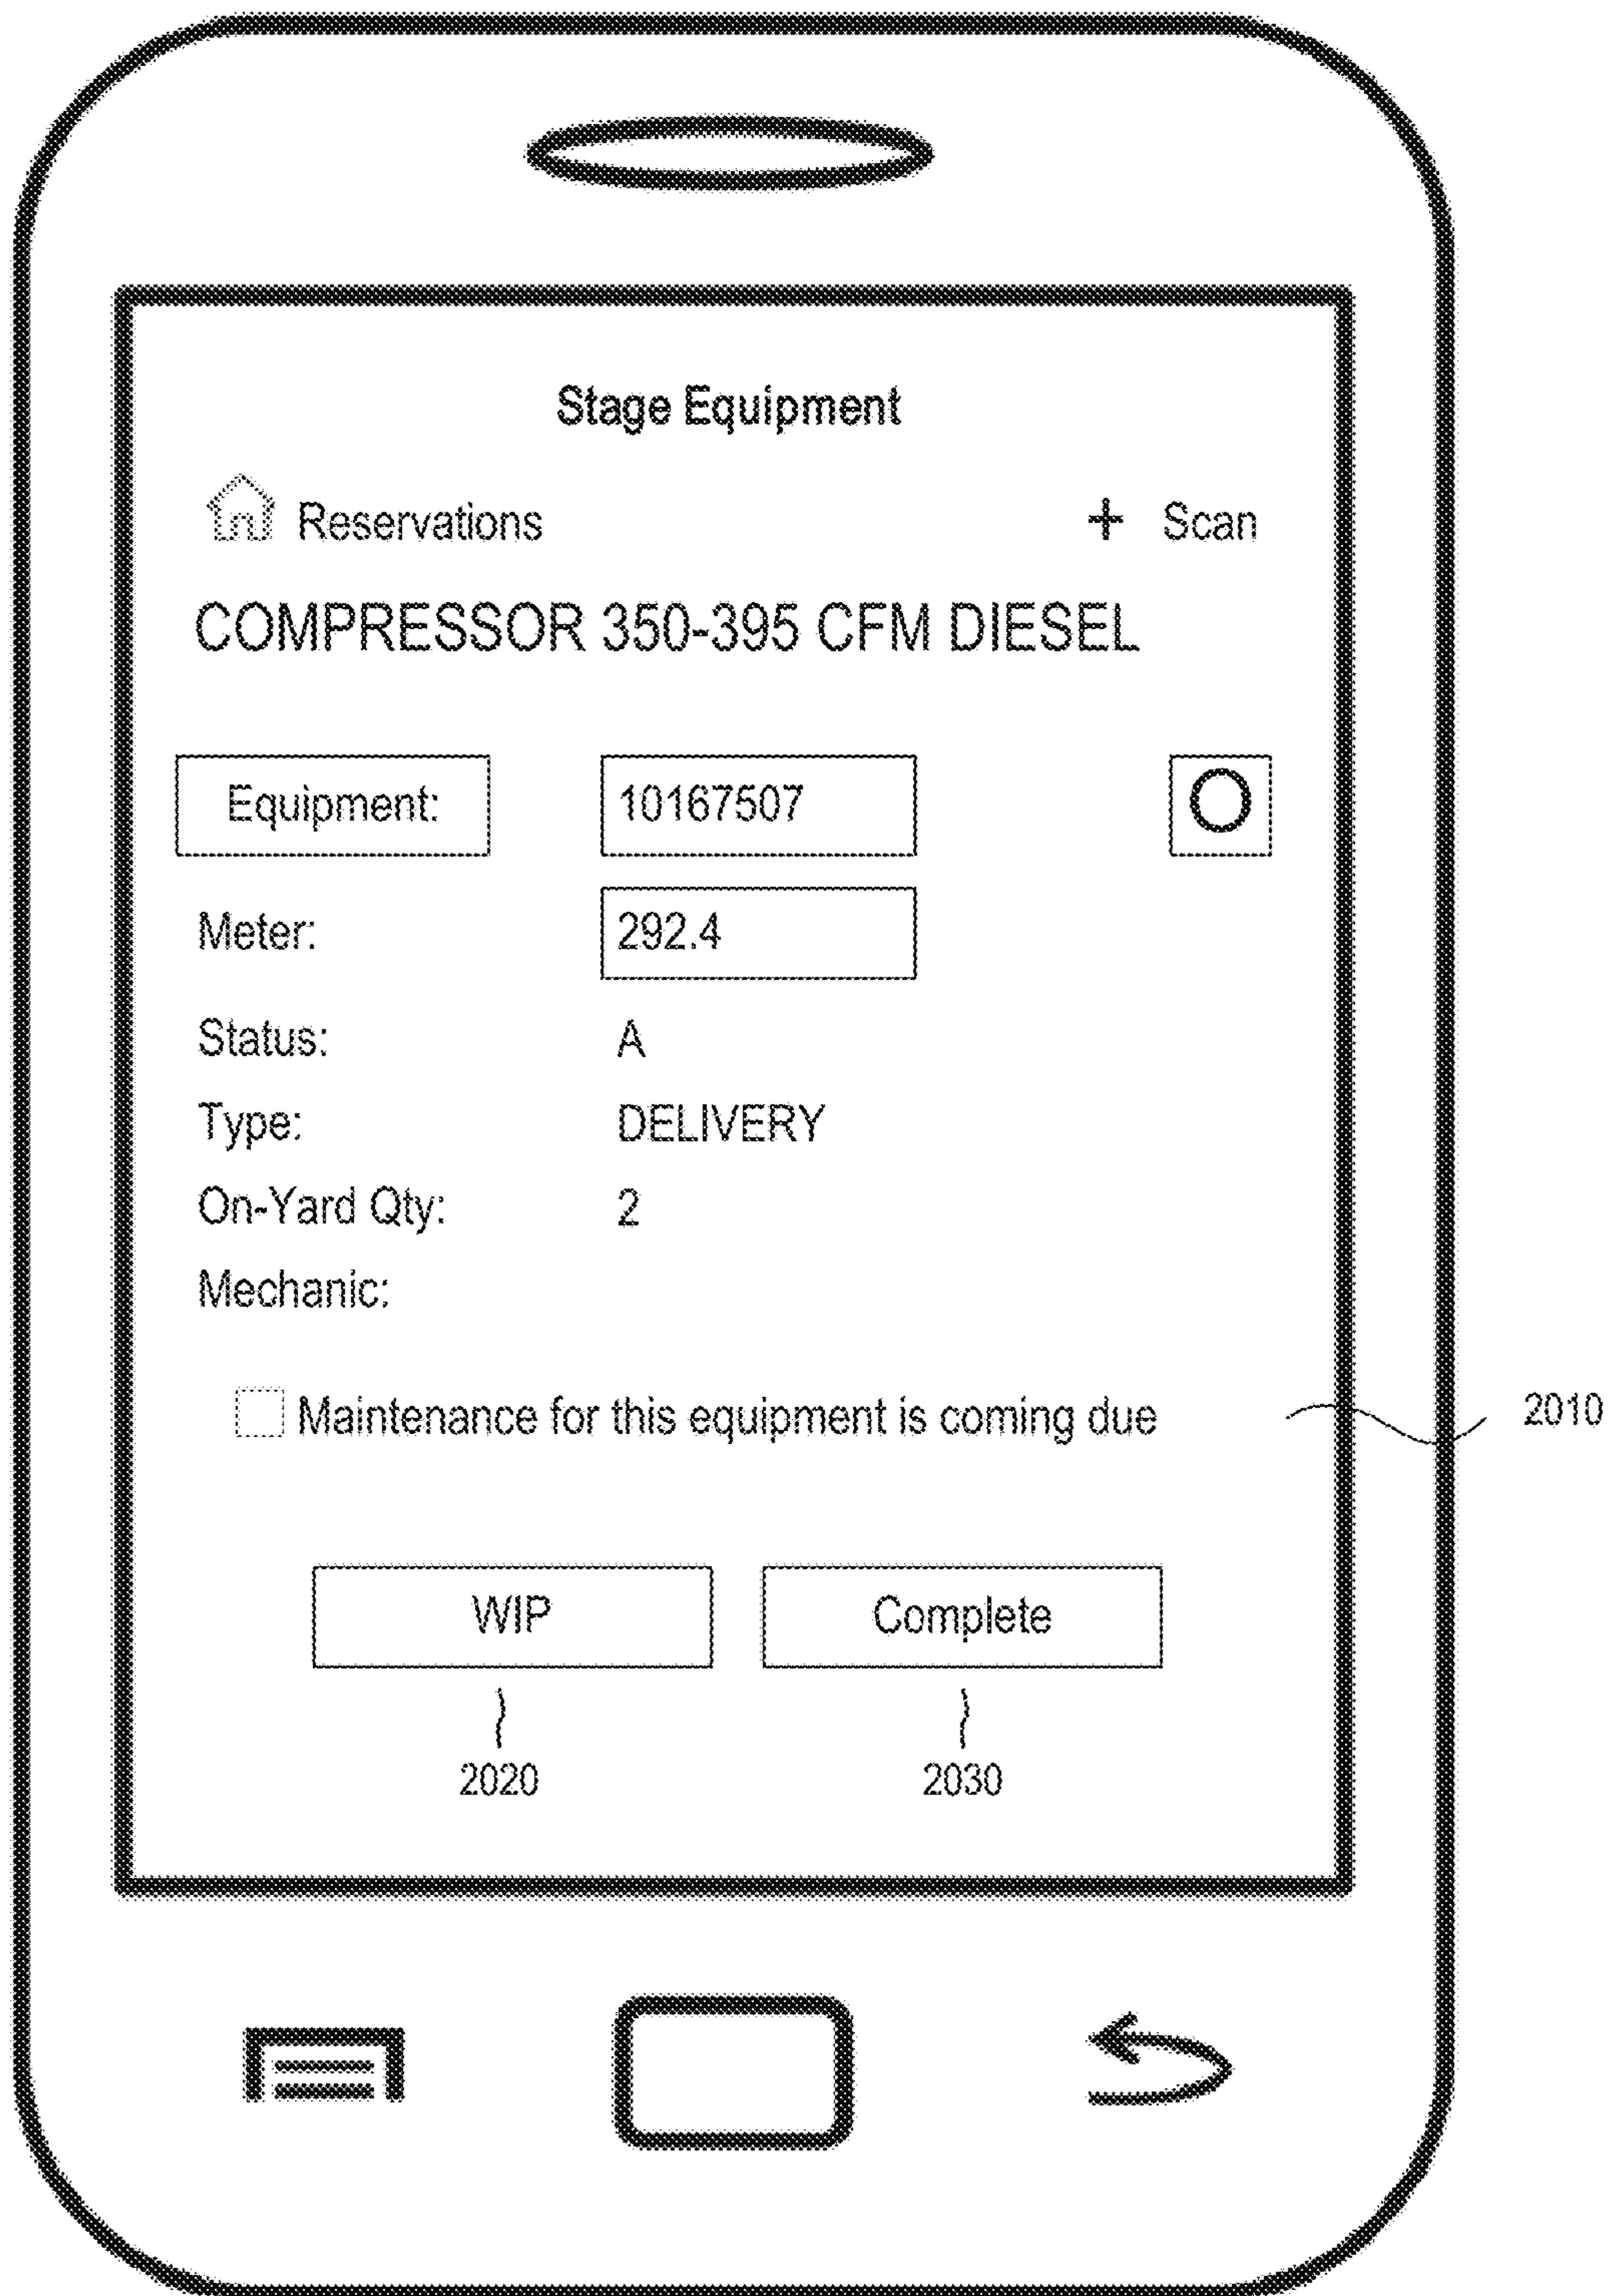 Stage Equipment
Reservations + Scan
COMPRESSOR 350-395 CFM DIESEL
Equipment: 10167507 O
Meter: 292.4
Status: A
Type: DELIVERY
On-Yard Qty: 2
Mechanic:
Maintenance for this equipment is coming due 2010
WIP Complete
2020 2030